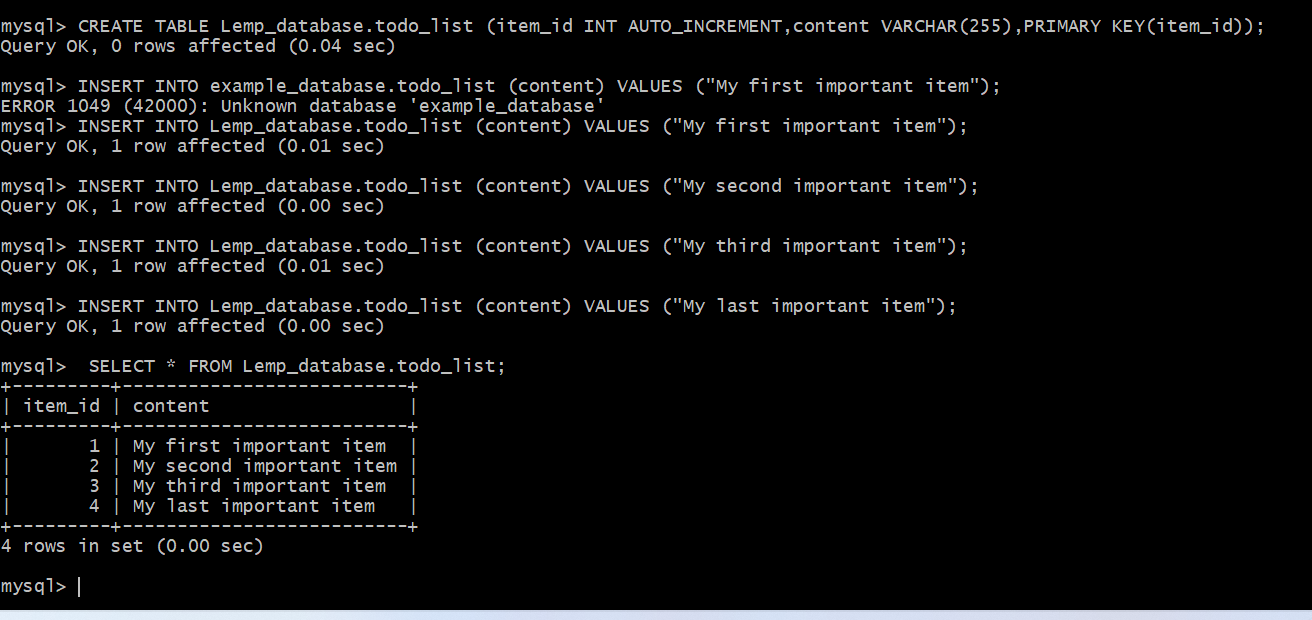 mysql> CREATE TABLE Lemp_database.todo_list (item_id INT AUTO_INCREMENT,content VARCHAR(255),PRIMARY KEY(item_id));
Query OK, 0 rows affected (0.04 sec)
mysql> INSERT INTO example_database.todo_list (content) VALUES ("My first important item");
ERROR 1049 (42000): Unknown database 'example_database'
mysql> INSERT INTO Lemp_database.todo_list (content) VALUES ("My first important item");
Query OK, 1 row affected (0.01 sec)
mysql> INSERT INTO Lemp_database.todo_list (content) VALUES ("My second important item");
Query OK, 1 row affected (0.00 sec)
mysql> INSERT INTO Lemp_database.todo_list (content) VALUES ("My third important item");
Query OK, 1 row affected (0.01 sec)
mysql> INSERT INTO Lemp_database.todo_list (content) VALUES ("My last important item");
Query OK, 1 row affected (0.00 sec)
mysql>  SELECT * FROM Lemp_database.todo_list;
+---------+--------------------------+
| item_id | content                  |
+---------+--------------------------+
|       1 | My first important item  |
|       2 | My second important item |
|       3 | My third important item  |
|       4 | My last important item   |
+---------+--------------------------+
4 rows in set (0.00 sec)
mysql>